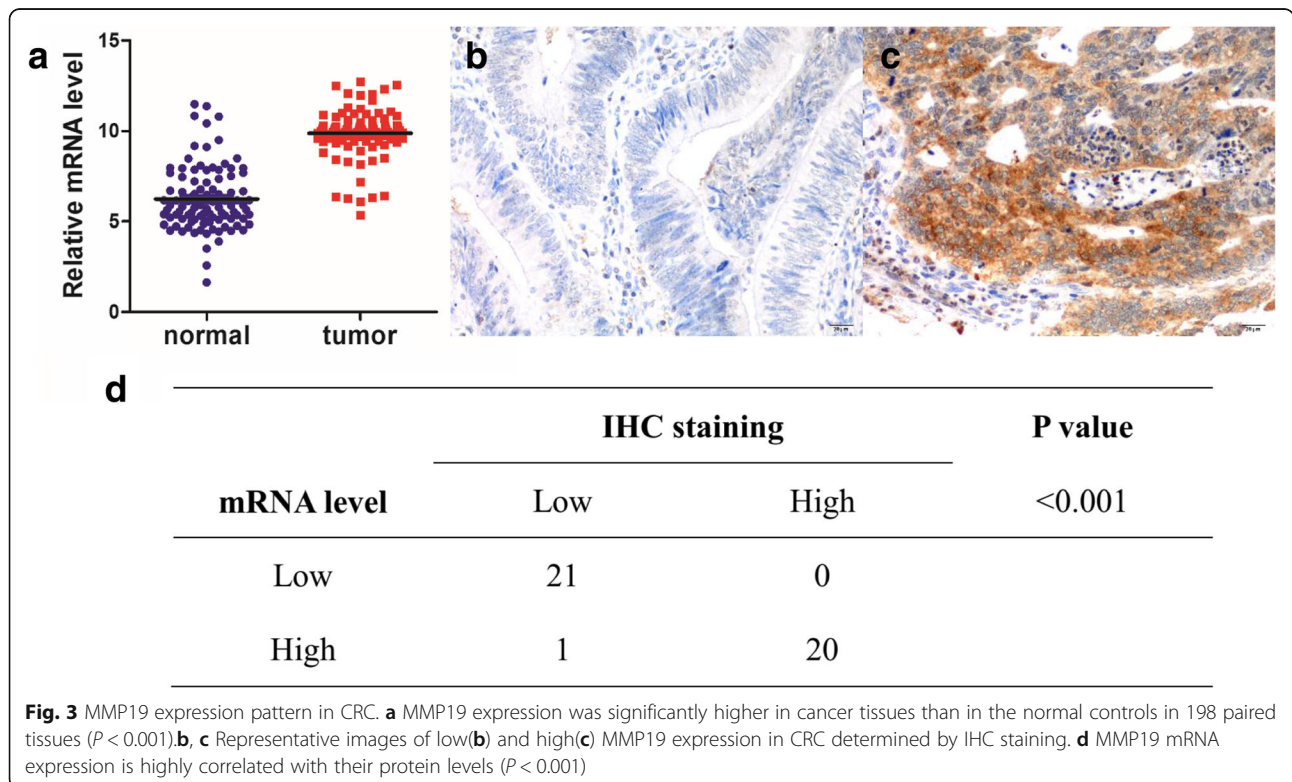 a
15
10
5
0
Relative mRNA level
normal
tumor
b
20 μm
c
20 μm
d
IHC staining P value
mRNA level Low High <0.001
Low 21 0
High 1 20
Fig. 3 MMP19 expression pattern in CRC. a MMP19 expression was significantly higher in cancer tissues than in the normal controls in 198 paired
tissues (P < 0.001).b, c Representative images of low(b) and high(c) MMP19 expression in CRC determined by IHC staining. d MMP19 mRNA
expression is highly correlated with their protein levels (P < 0.001)